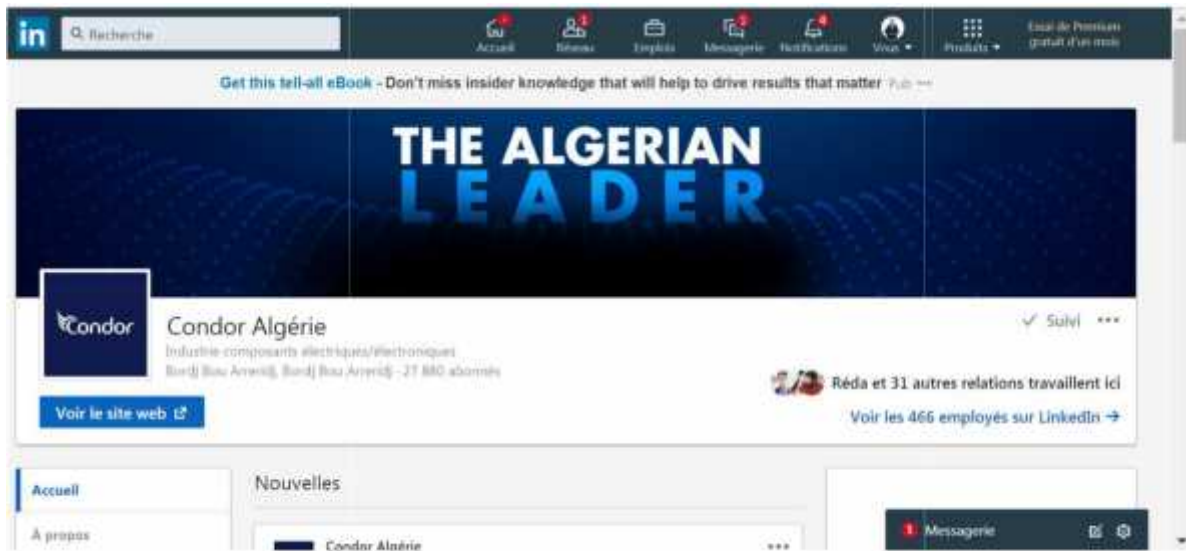 in
Recherche
Accueil
Réseau
Emplois
Messagerie
Notifications
Vous
Produits
Essai de Premium
gratuit d'un mois
Get this tell-all eBook - Don't miss insider knowledge that will help to drive results that matter Pub ···
THE ALGERIAN
LEADER
Condor
Condor Algérie
Suivi ···
Industrie composants électriques/électroniques
Bordj Bou Arreridj, Bordj Bou Arreridj · 27 880 abonnés
Réda et 31 autres relations travaillent ici
Voir le site web
Voir les 466 employés sur LinkedIn →
Accueil
Nouvelles
À propos
Condor Algérie
···
Messagerie